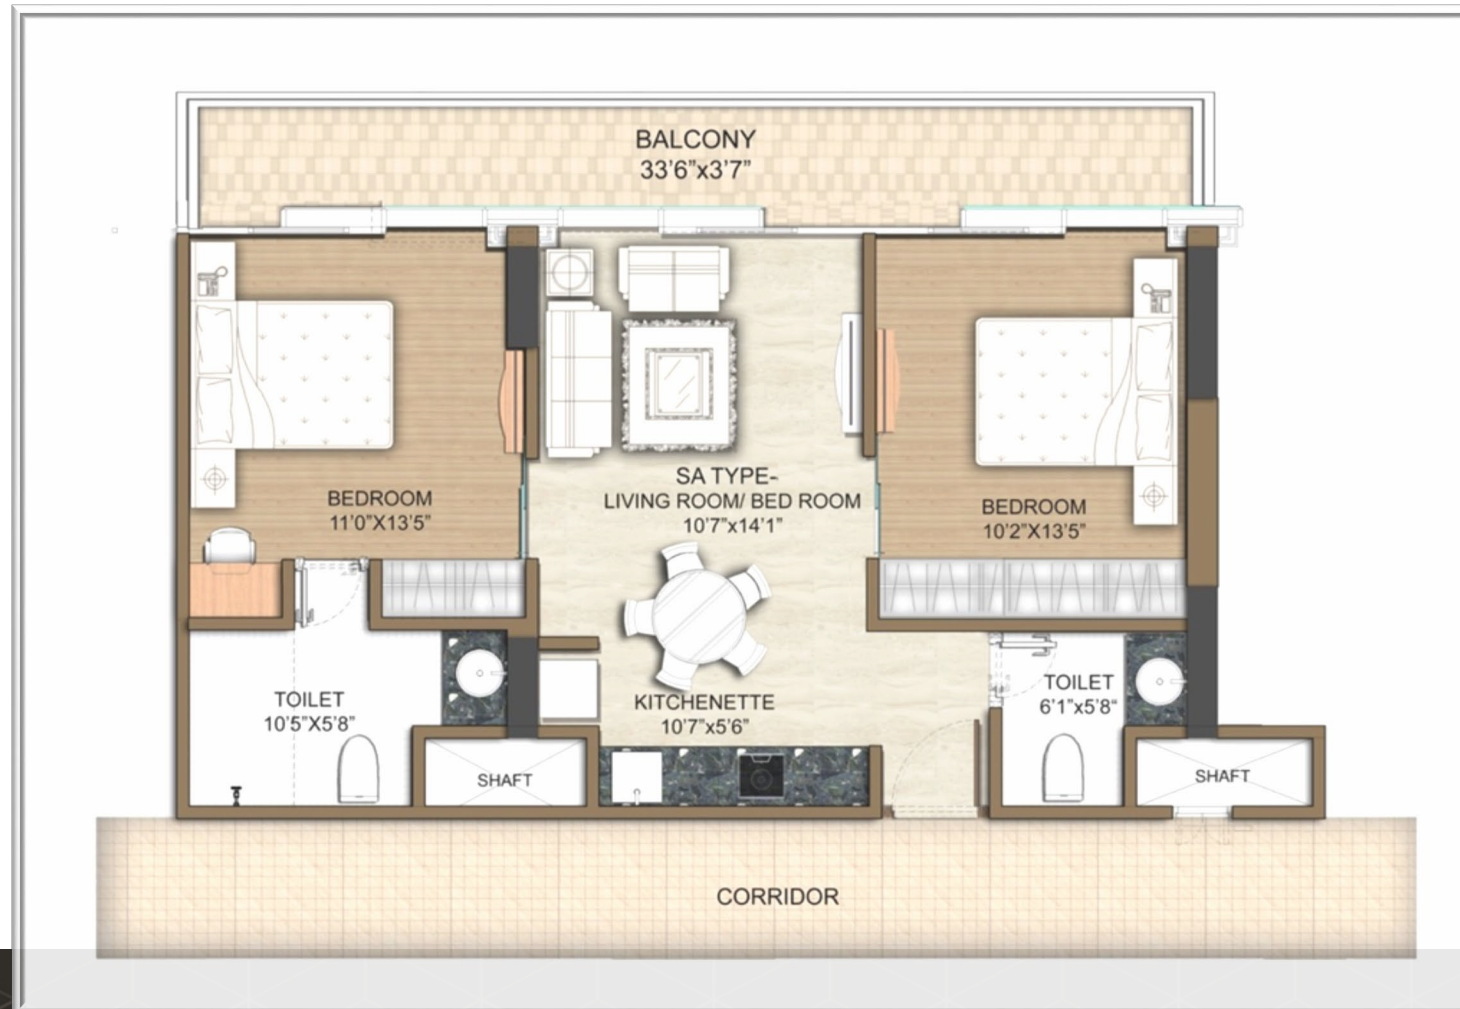 BALCONY
33'6”x3'7”
BEDROOM
11'0”X13'5”
SA TYPE-
LIVING ROOM/ BED ROOM
10'7”x14'1”
BEDROOM
10'2”X13'5”
TOILET
10'5”X5'8”
KITCHENETTE
10'7”x5'6”
TOILET
6'1”x5'8“
SHAFT
SHAFT
CORRIDOR